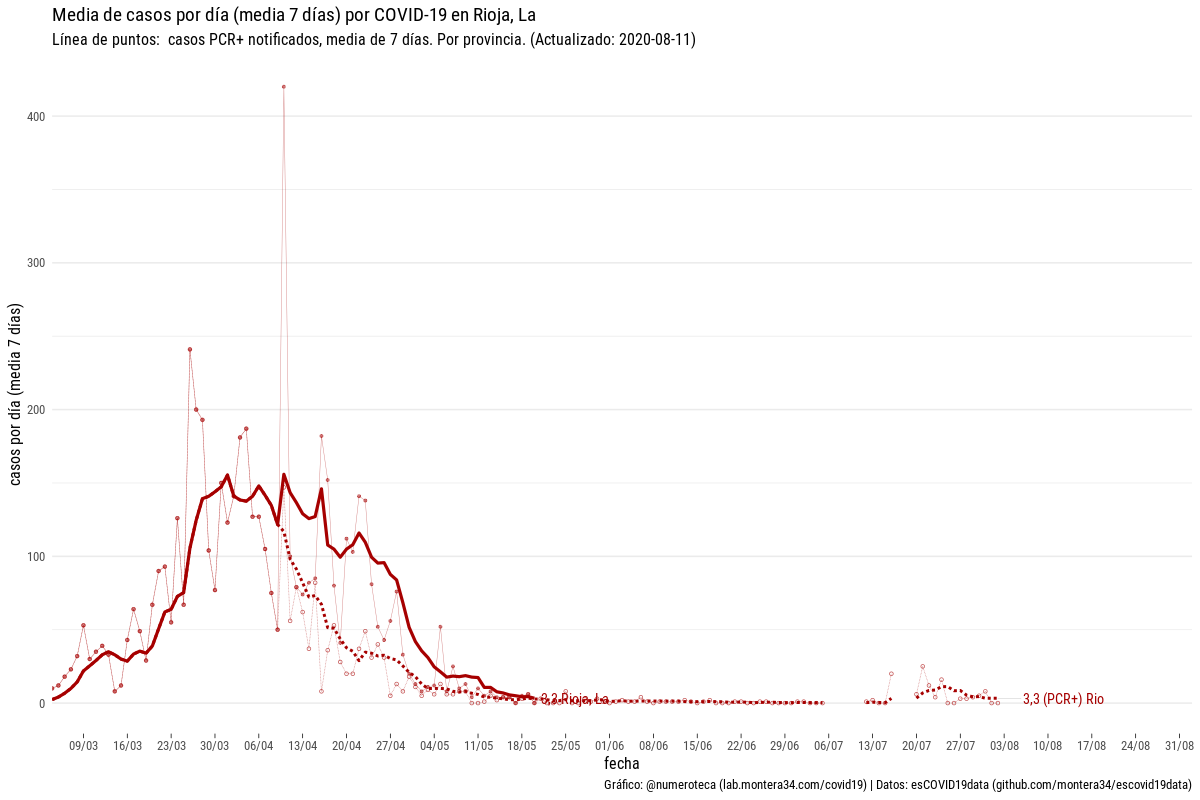 Media de casos por día (media 7 días) por COVID-19 en Rioja, La
Línea de puntos:  casos PCR+ notificados, media de 7 días. Por provincia. (Actualizado: 2020-08-11)
casos por día (media 7 días)
400
300
200
100
0
3,3 (PCR+) Rio
Rioja, La
09/03 16/03 23/03 30/03 06/04 13/04 20/04 27/04 04/05 11/05 18/05 25/05 01/06 08/06 15/06 22/06 29/06 06/07 13/07 20/07 27/07 03/08 10/08 17/08 24/08 31/08
fecha
Gráfico: @numeroteca (lab.montera34.com/covid19) | Datos: esCOVID19data (github.com/montera34/escovid19data)